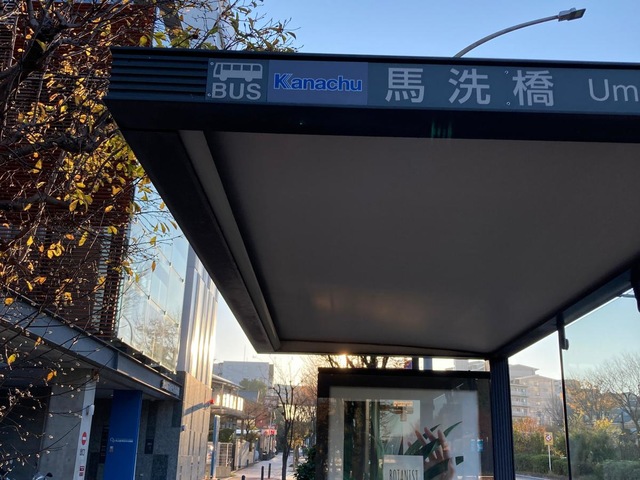 BUS Kanachu 馬洗橋 Um
BOTANIST